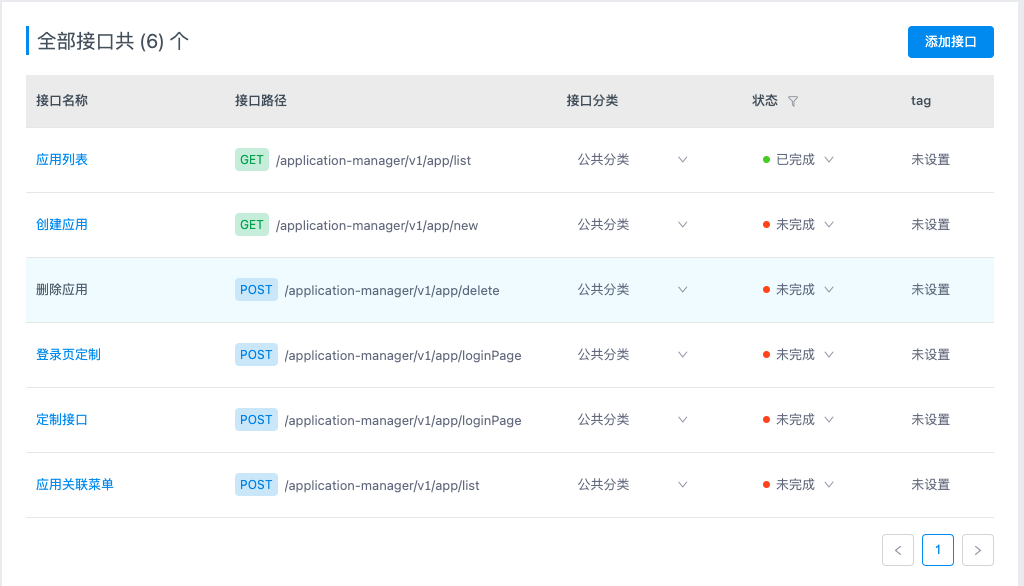 全部接口共 (6) 个
添加接口
接口名称 接口路径 接口分类 状态 tag
应用列表 GET /application-manager/v1/app/list 公共分类 已完成 未设置
创建应用 GET /application-manager/v1/app/new 公共分类 未完成 未设置
删除应用 POST /application-manager/v1/app/delete 公共分类 未完成 未设置
登录页定制 POST /application-manager/v1/app/loginPage 公共分类 未完成 未设置
定制接口 POST /application-manager/v1/app/loginPage 公共分类 未完成 未设置
应用关联菜单 POST /application-manager/v1/app/list 公共分类 未完成 未设置
1